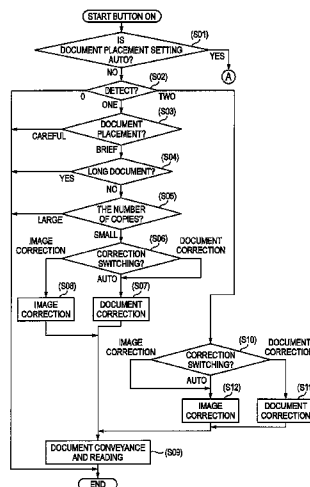 START BUTTON ON
(S01)
IS
DOCUMENT PLACEMENT SETTING
AUTO?
YES
A
NO
(S02)
0
DETECT?
TWO
ONE
(S03)
DOCUMENT
PLACEMENT?
CAREFUL
BRIEF
(S04)
YES
LONG DOCUMENT?
NO
(S05)
THE NUMBER
OF COPIES?
LARGE
SMALL
(S06)
IMAGE
CORRECTION
CORRECTION
SWITCHING?
DOCUMENT
CORRECTION
AUTO
(S08)
(S07)
IMAGE
CORRECTION
DOCUMENT
CORRECTION
(S10)
IMAGE
CORRECTION
CORRECTION
SWITCHING?
DOCUMENT
CORRECTION
AUTO
(S12)
(S11
IMAGE
CORRECTION
DOCUMENT
CORRECTION
DOCUMENT CONVEYANCE
AND READING
(S09)
END